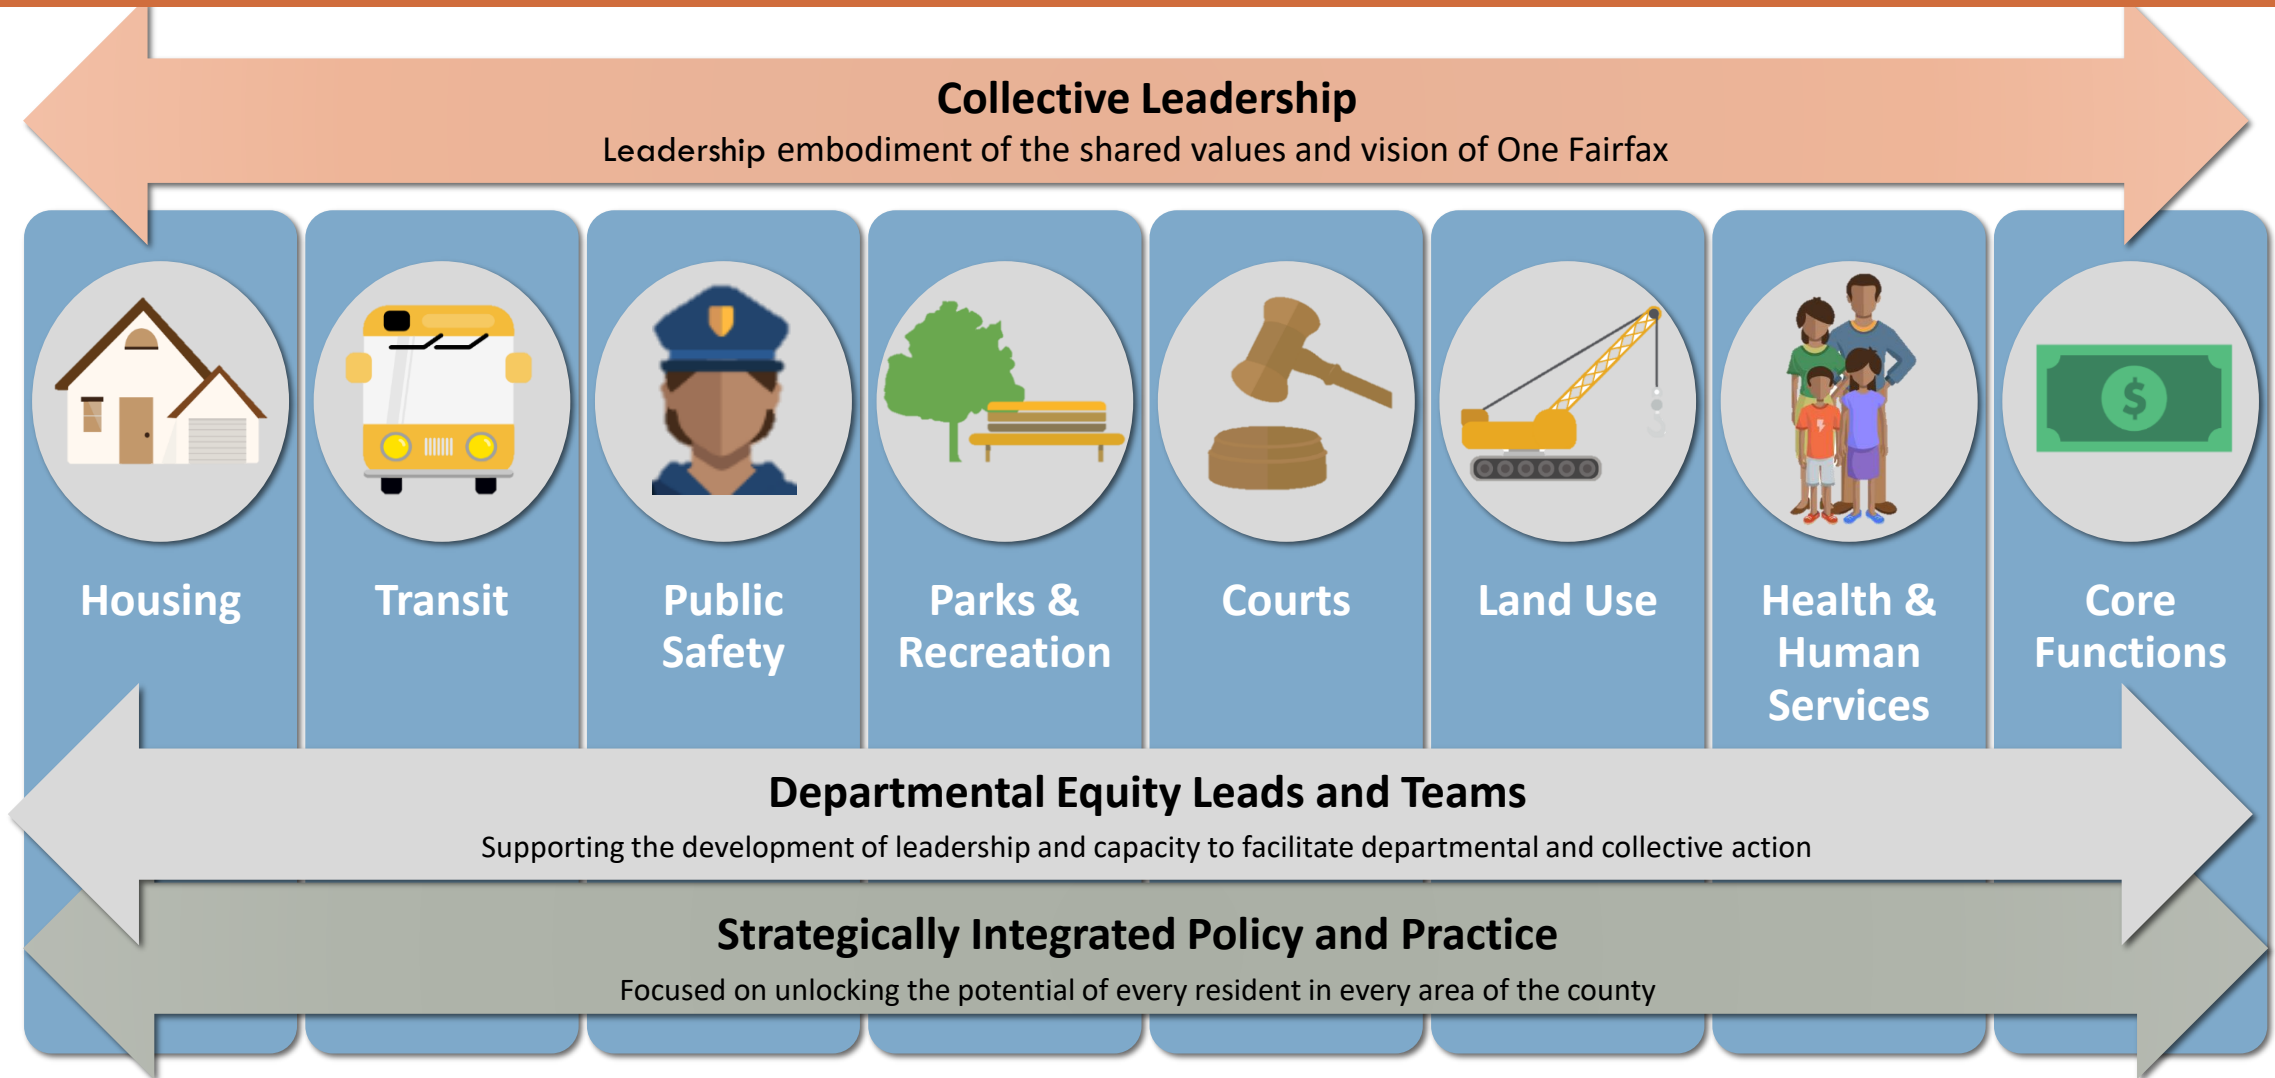 Collective Leadership
Leadership embodiment of the shared values and vision of One Fairfax
Housing
Transit
Public
Safety
Parks &
Recreation
Courts
Land Use
Health &
Human
Services
Core
Functions
$
Departmental Equity Leads and Teams
Supporting the development of leadership and capacity to facilitate departmental and collective action
Strategically Integrated Policy and Practice
Focused on unlocking the potential of every resident in every area of the county